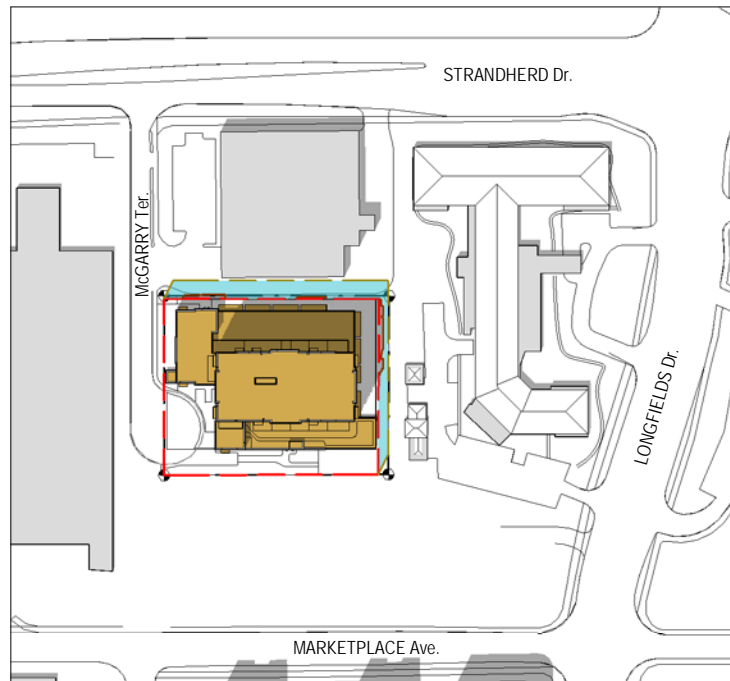 STRANDHERD Dr.
McGARRY Ter.
LONGFIELDS Dr.
MARKETPLACE Ave.